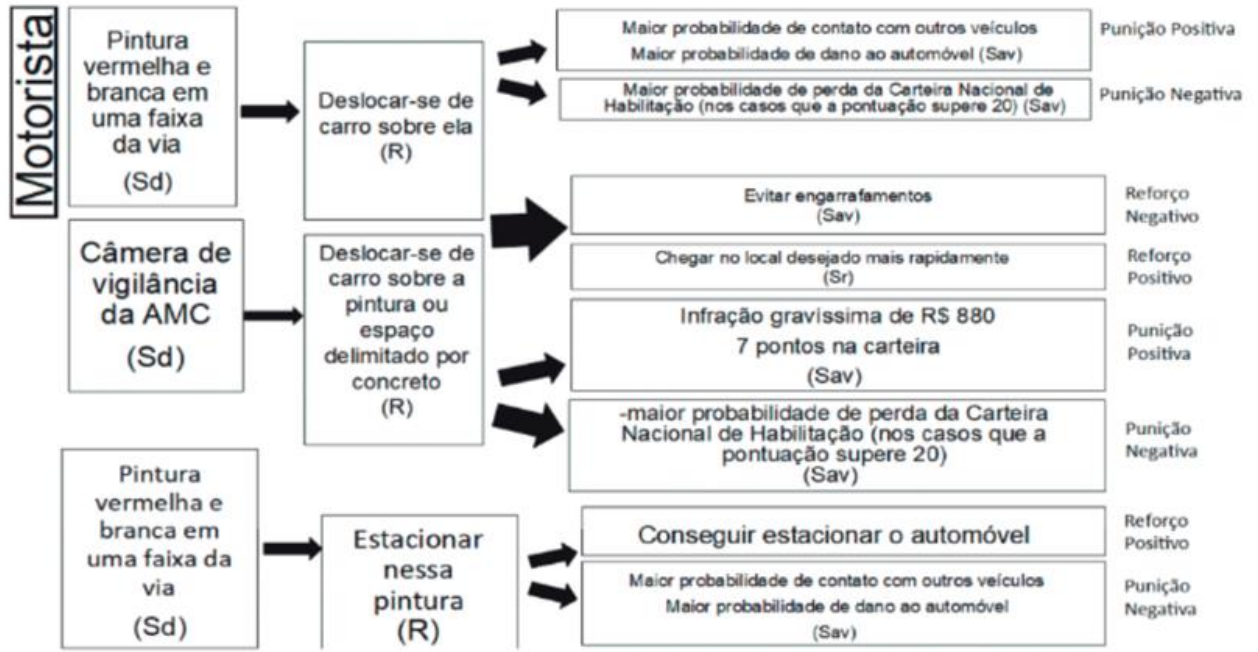 Motorista
Pintura
vermelha e
branca em
uma faixa
da via
(Sd)
Deslocar-se de
carro sobre ela
(R)
Maior probabilidade de contato com outros veículos
Maior probabilidade de dano ao automóvel (Sav)
Punição Positiva
Maior probabilidade de perda da Carteira Nacional de
Habilitação (nos casos que a pontuação supere 20) (Sav)
Punição Negativa
Câmera de
vigilância
da AMC
(Sd)
Deslocar-se de
carro sobre a
pintura ou
espaço
delimitado por
concreto
(R)
Evitar engarrafamentos
(Sav)
Reforço
Negativo
Chegar no local desejado mais rapidamente
(Sr)
Reforço
Positivo
Infração gravíssima de R$ 880
7 pontos na carteira
(Sav)
Punição
Positiva
-maior probabilidade de perda da Carteira
Nacional de Habilitação (nos casos que a
pontuação supere 20)
(Sav)
Punição
Negativa
Pintura
vermelha e
branca em
uma faixa da
via
(Sd)
Estacionar
nessa
pintura
(R)
Conseguir estacionar o automóvel
Reforço
Positivo
Maior probabilidade de contato com outros veículos
Maior probabilidade de dano ao automóvel
(Sav)
Punição
Negativa